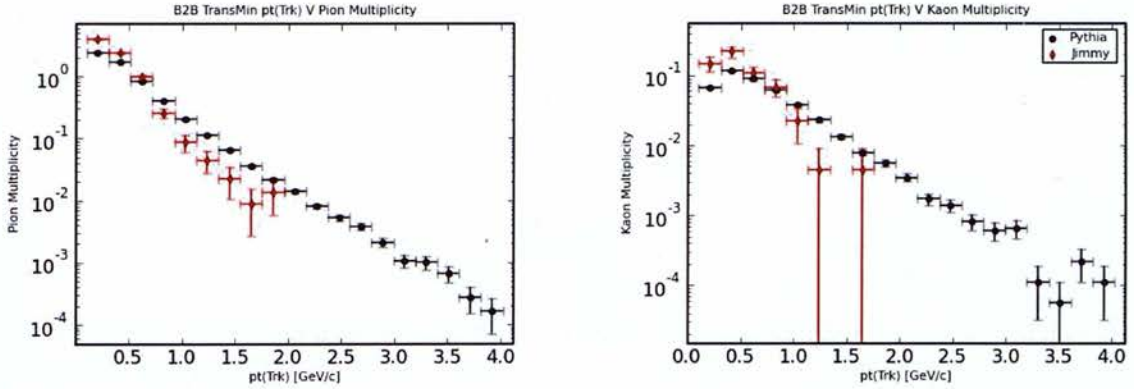 B2B TransMin pt(Trk) V Pion Multiplicity
Pion Multiplicity
10^0
10^-1
10^-2
10^-3
10^-4
0.5 1.0 1.5 2.0 2.5 3.0 3.5 4.0
pt(Trk) [GeV/c]
B2B TransMin pt(Trk) V Kaon Multiplicity
Pythia
Jimmy
Kaon Multiplicity
10^-1
10^-2
10^-3
10^-4
0.0 0.5 1.0 1.5 2.0 2.5 3.0 3.5 4.0
pt(Trk) [GeV/c]